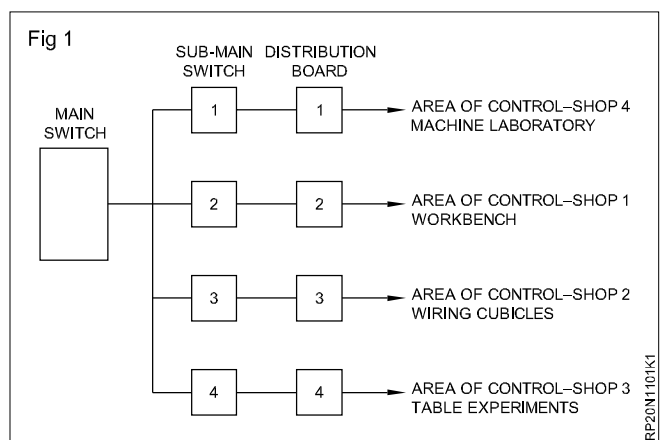 Fig 1
SUB-MAIN
SWITCH
DISTRIBUTION
BOARD
MAIN
SWITCH
1
1
AREA OF CONTROL–SHOP 4
MACHINE LABORATORY
2
2
AREA OF CONTROL–SHOP 1
WORKBENCH
3
3
AREA OF CONTROL–SHOP 2
WIRING CUBICLES
4
4
AREA OF CONTROL–SHOP 3
TABLE EXPERIMENTS
RP20N1101K1